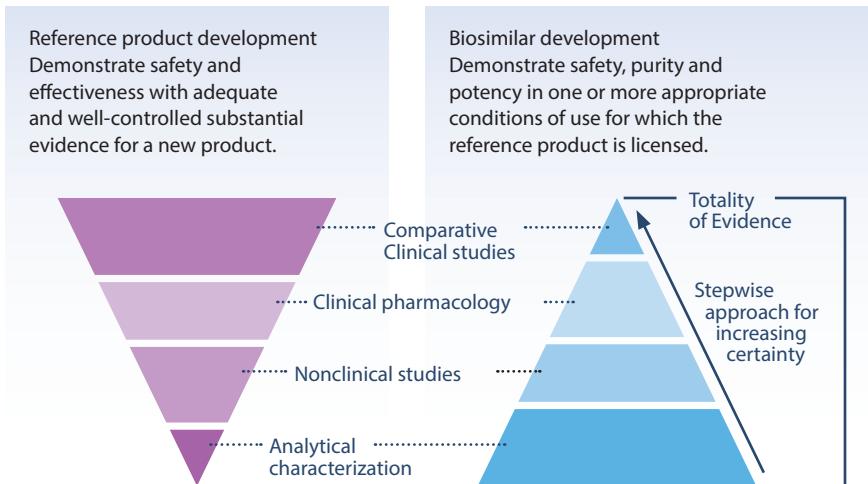 Reference product development
Demonstrate safety and
effectiveness with adequate
and well-controlled substantial
evidence for a new product.
Biosimilar development
Demonstrate safety, purity and
potency in one or more appropriate
conditions of use for which the
reference product is licensed.
Comparative
Clinical studies
Clinical pharmacology
Nonclinical studies
Analytical
characterization
Totality
of Evidence
Stepwise
approach for
increasing
certainty